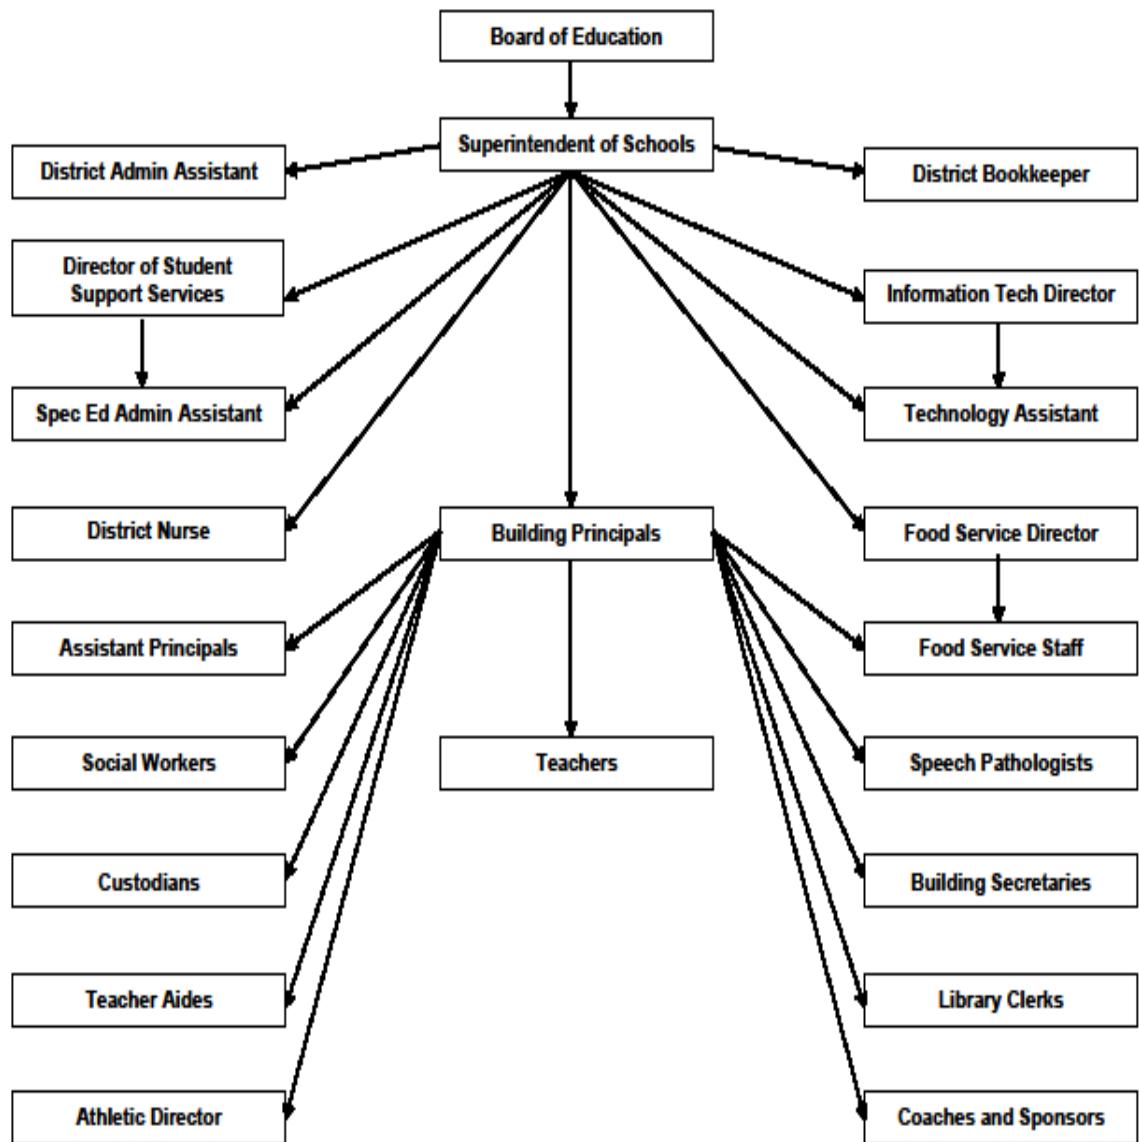 Board of Education
Superintendent of Schools
District Admin Assistant
District Bookkeeper
Director of Student
Support Services
Information Tech Director
Spec Ed Admin Assistant
Technology Assistant
District Nurse
Building Principals
Food Service Director
Assistant Principals
Food Service Staff
Social Workers
Teachers
Speech Pathologists
Custodians
Building Secretaries
Teacher Aides
Library Clerks
Athletic Director
Coaches and Sponsors